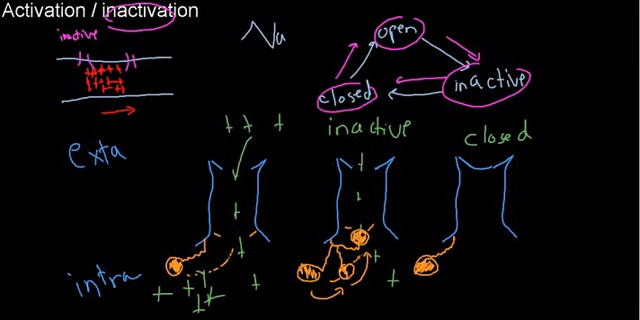 Activation / inactivation
inactive
Na
open
inactive
closed
exta
inactive
closed
intra